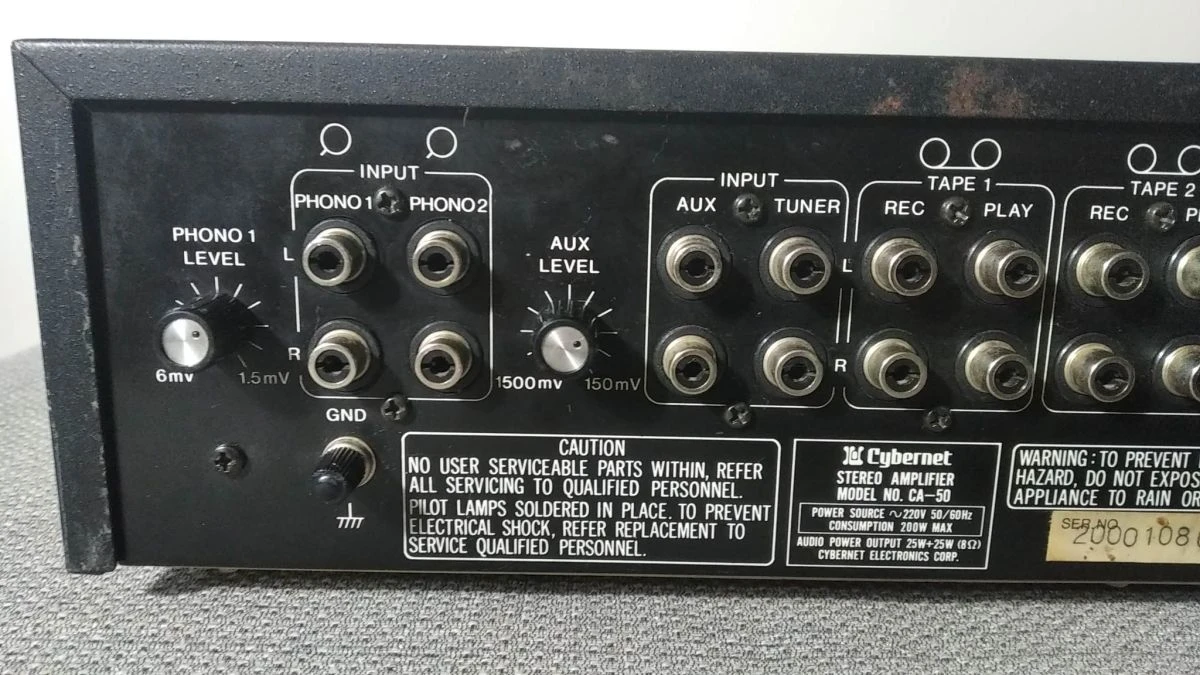 INPUT
PHONO 1
PHONO 2
L
R
PHONO 1
LEVEL
6mv
1.5mV
GND
AUX
LEVEL
1500mv
150mV
INPUT
AUX
TUNER
L
R
TAPE 1
REC
PLAY
TAPE 2
REC
CAUTION
NO USER SERVICEABLE PARTS WITHIN, REFER
ALL SERVICING TO QUALIFIED PERSONNEL.
PILOT LAMPS SOLDERED IN PLACE. TO PREVENT
ELECTRICAL SHOCK, REFER REPLACEMENT TO
SERVICE QUALIFIED PERSONNEL.
Cybernet
STEREO AMPLIFIER
MODEL NO. CA-50
POWER SOURCE ~220V 50/60Hz
CONSUMPTION 200W MAX
AUDIO POWER OUTPUT 25W+25W (8Ω)
CYBERNET ELECTRONICS CORP.
WARNING: TO PREVENT
HAZARD, DO NOT EXPOS
APPLIANCE TO RAIN OR
SER.NO.
2000108